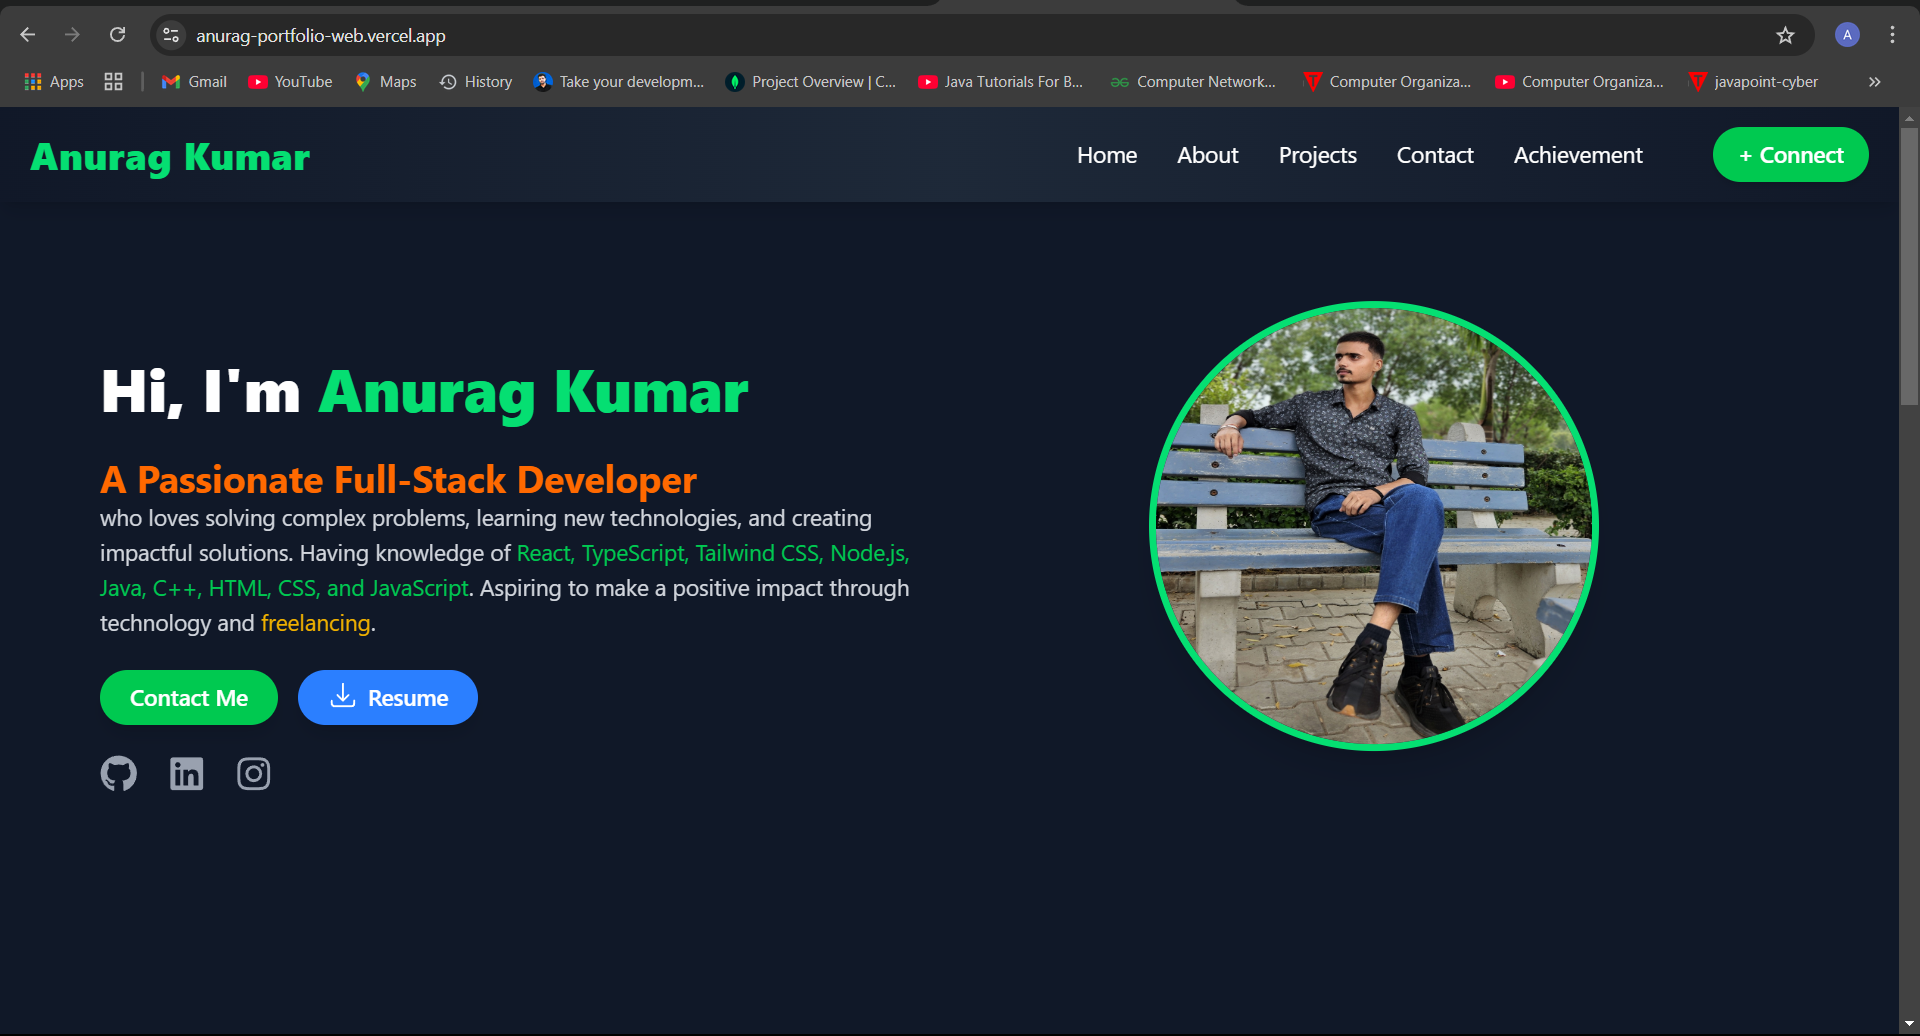 anurag-portfolio-web.vercel.app
A
Apps
Gmail
YouTube
Maps
History
Take your developm...
Project Overview | C...
Java Tutorials For B...
Computer Network...
Computer Organiza...
Computer Organiza...
javapoint-cyber
»
Anurag Kumar
Home
About
Projects
Contact
Achievement
+ Connect
Hi, I'm Anurag Kumar
A Passionate Full-Stack Developer
who loves solving complex problems, learning new technologies, and creating
impactful solutions. Having knowledge of React, TypeScript, Tailwind CSS, Node.js,
Java, C++, HTML, CSS, and JavaScript. Aspiring to make a positive impact through
technology and freelancing.
Contact Me
Resume